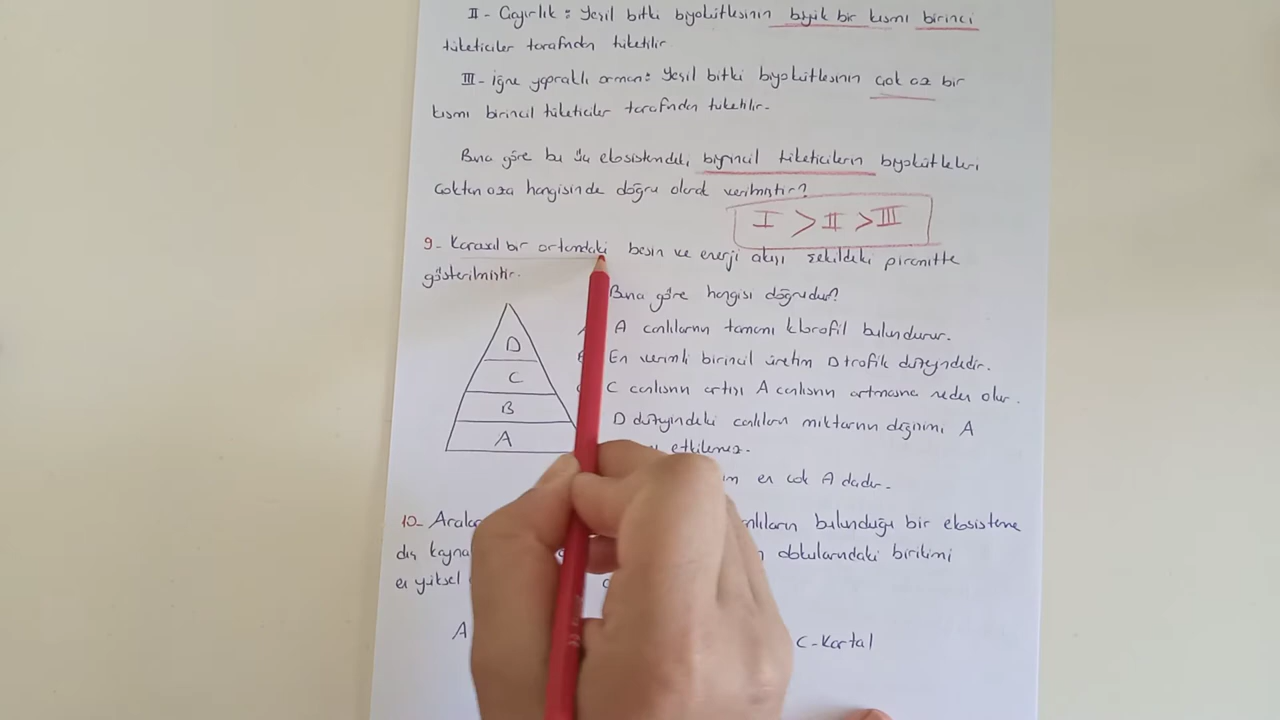 II - Çayırlık : Yeşil bitki biyokütlesinin büyük bir kısmı birinci
tüketiciler tarafından tüketilir
III - İğne yapraklı orman : Yeşil bitki biyokütlesinin çok az bir
kısmı birincil tüketiciler tarafından tüketilir.
Buna göre bu üç ekosistemdeki birincil tüketicilerin biyokütleleri
çoktan aza hangisinde doğru olarak verilmiştir?
I > II > III
9- Karasal bir ortamdaki besin ve enerji akışı şekildeki piramitte
gösterilmiştir.
Buna göre hangisi doğrudur?
A canlıların tamamı klorofil bulundurur.
En verimli birincil üretim D trofik düzeyndedir.
C canlısının artışı A canlısının artmasına neden olur.
D düzeyindeki canlıların miktarının değişimi A
etkilemez.
en çok A dadır.
D
C
B
A
10- canlıların bulunduğu bir ekosisteme
dış dokularındaki birikimi
en yüksek
A
C-Kartal